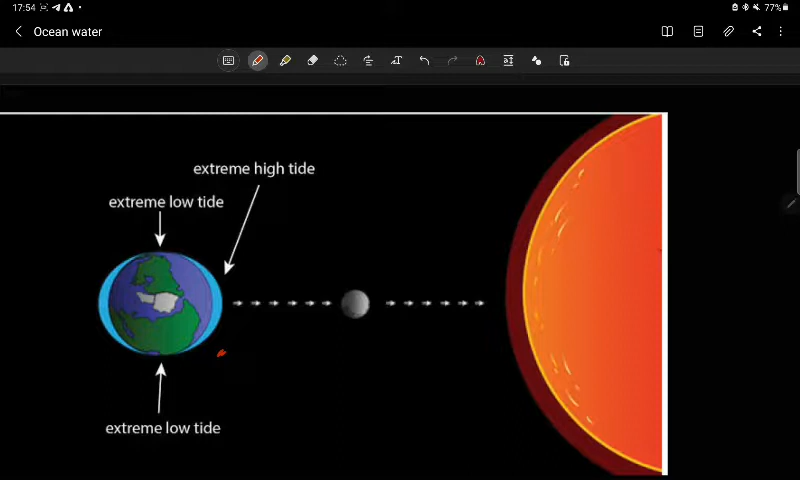 17:54
77%
Ocean water
extreme high tide
extreme low tide
extreme low tide